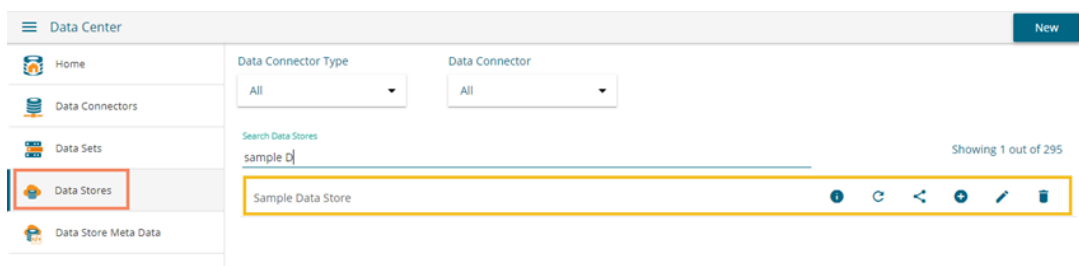 Data Center
New
Home
Data Connectors
Data Sets
Data Stores
Data Store Meta Data
Data Connector Type
Data Connector
All
All
Search Data Stores
sample D
Showing 1 out of 295
Sample Data Store